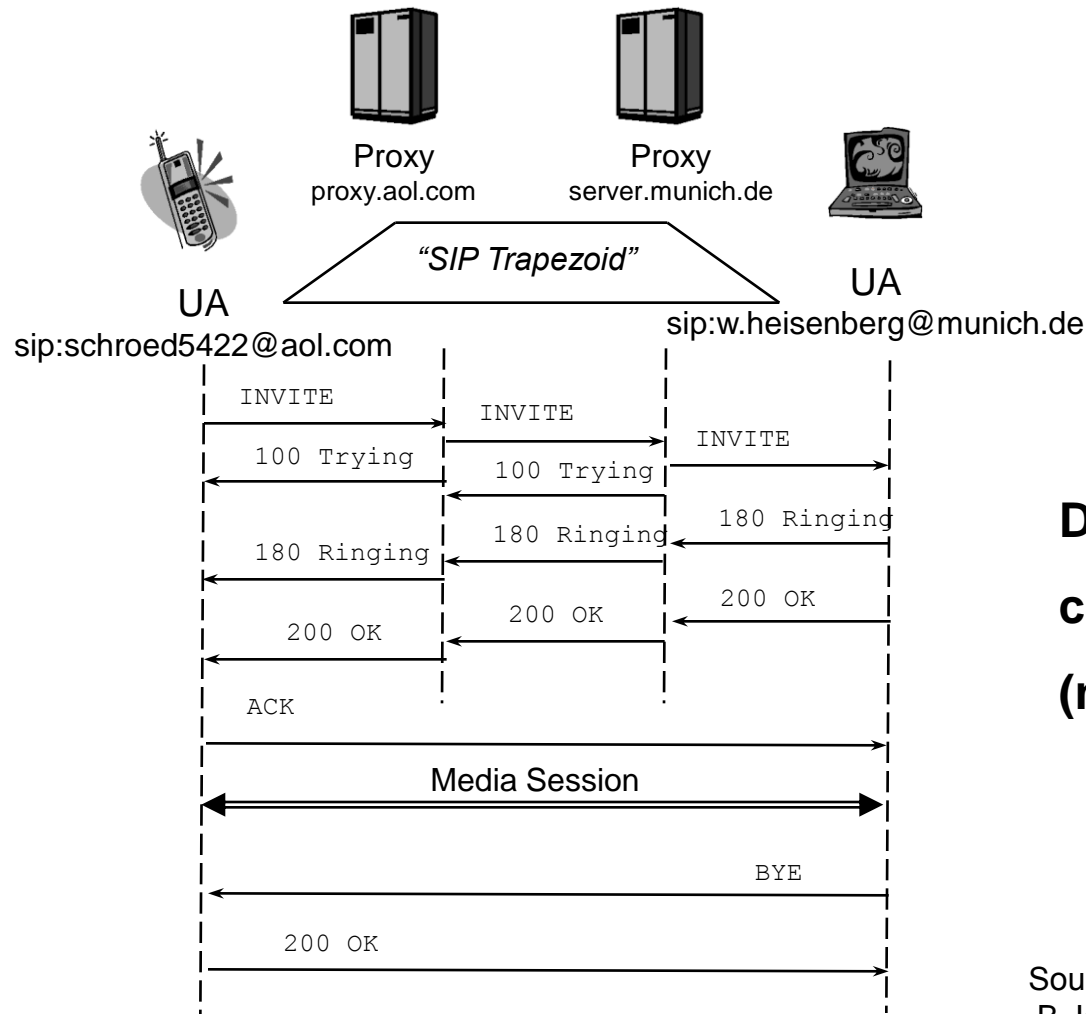 Proxy
proxy.aol.com
Proxy
server.munich.de
“SIP Trapezoid”
UA
sip:schroed5422@aol.com
UA
sip:w.heisenberg@munich.de
INVITE
INVITE
INVITE
100 Trying
100 Trying
180 Ringing
180 Ringing
180 Ringing
200 OK
200 OK
200 OK
ACK
Media Session
BYE
200 OK